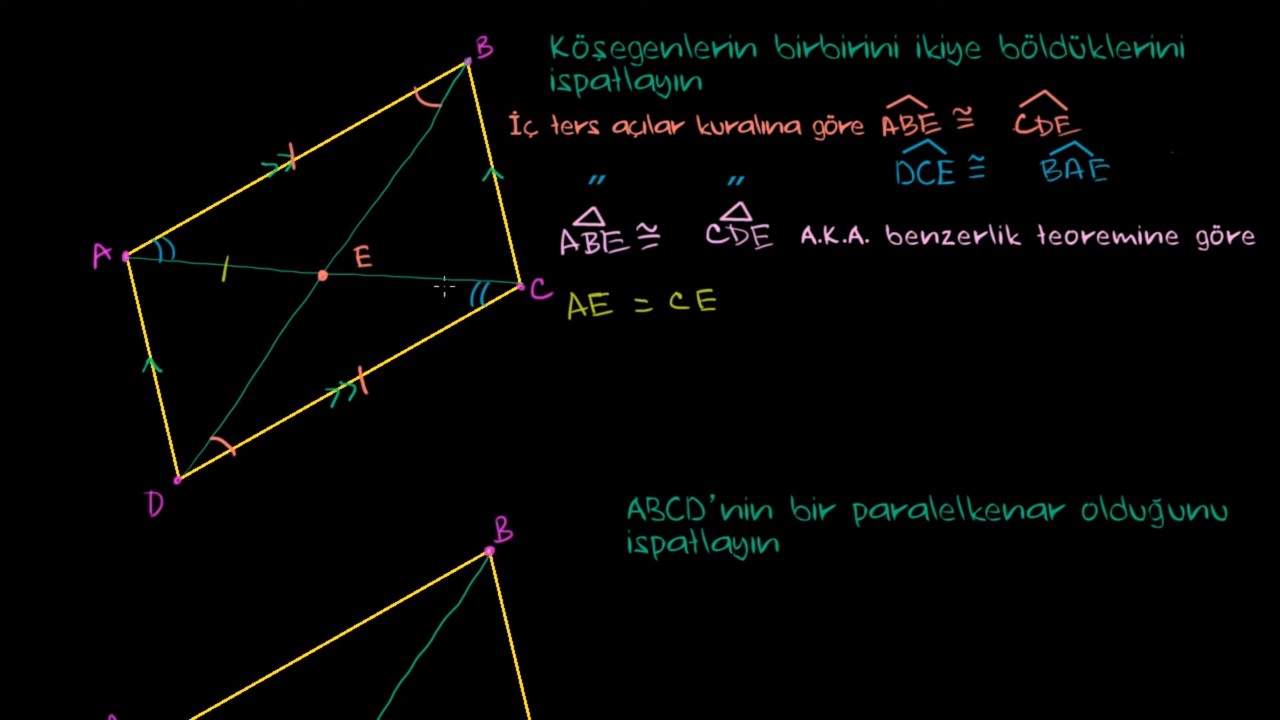 Köşegenlerin birbirini ikiye böldüklerini
ispatlayın
İç ters açılar kuralına göre ABE ≅ CDE
" " DCE ≅ BAE
ABE ≅ CDE A.K.A. benzerlik teoremine göre
AE = CE
B
A
E
C
D
ABCD'nin bir paralelkenar olduğunu
ispatlayın
B